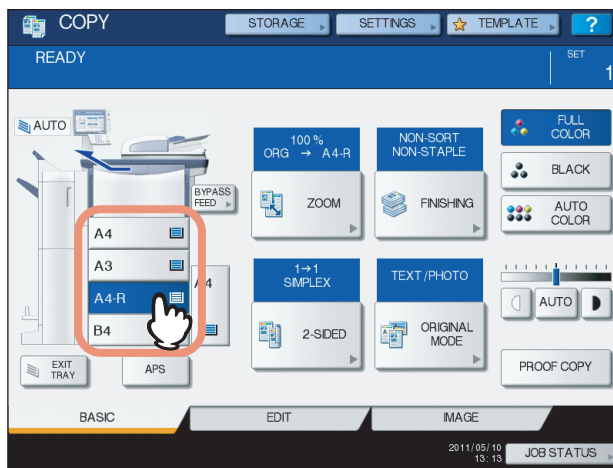 COPY
STORAGE
SETTINGS
TEMPLATE
?
READY
SET
1
AUTO
100 %
ORG → A4-R
NON-SORT
NON-STAPLE
FULL
COLOR
BLACK
AUTO
COLOR
BYPASS
FEED
ZOOM
FINISHING
A4
A3
A4-R
B4
A4
1→1
SIMPLEX
TEXT/PHOTO
2-SIDED
ORIGINAL
MODE
AUTO
EXIT
TRAY
APS
PROOF COPY
BASIC
EDIT
IMAGE
2011/05/10
13:13
JOB STATUS